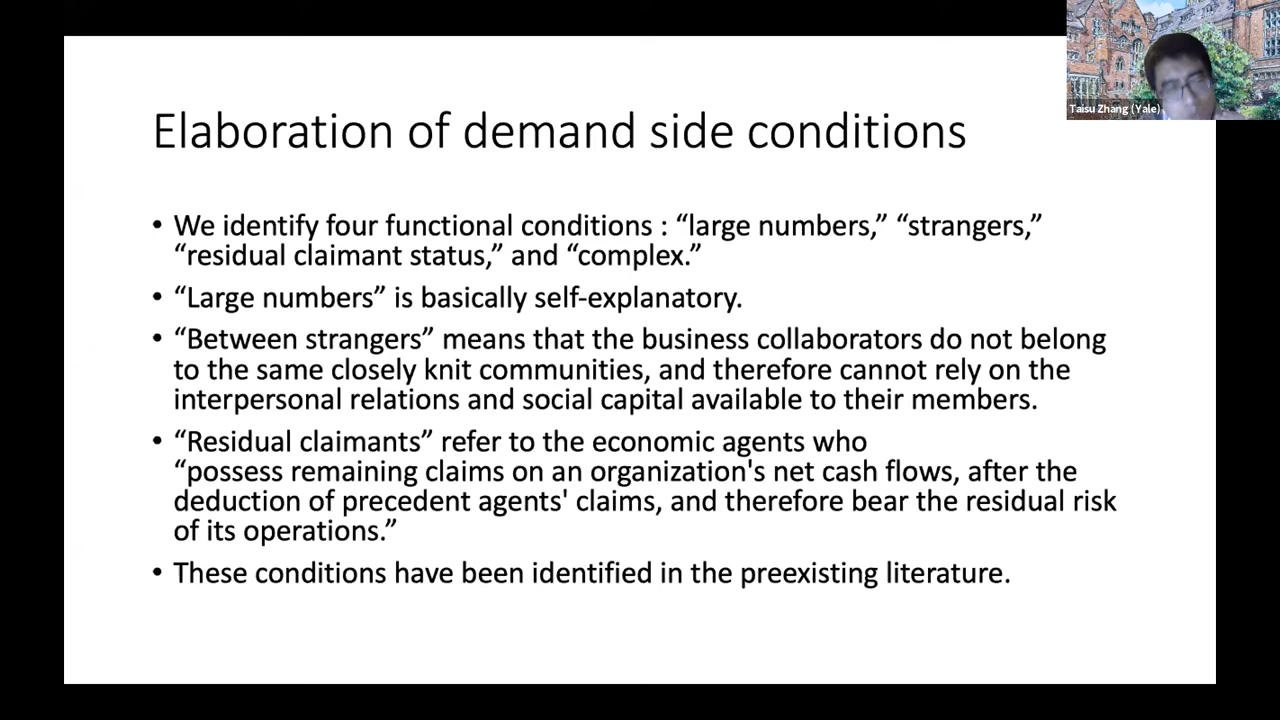 Taisu Zhang (Yale)
Elaboration of demand side conditions
• We identify four functional conditions : “large numbers,” “strangers,”
“residual claimant status,” and “complex.”
• “Large numbers” is basically self-explanatory.
• “Between strangers” means that the business collaborators do not belong
to the same closely knit communities, and therefore cannot rely on the
interpersonal relations and social capital available to their members.
• “Residual claimants” refer to the economic agents who
“possess remaining claims on an organization's net cash flows, after the
deduction of precedent agents' claims, and therefore bear the residual risk
of its operations.”
• These conditions have been identified in the preexisting literature.